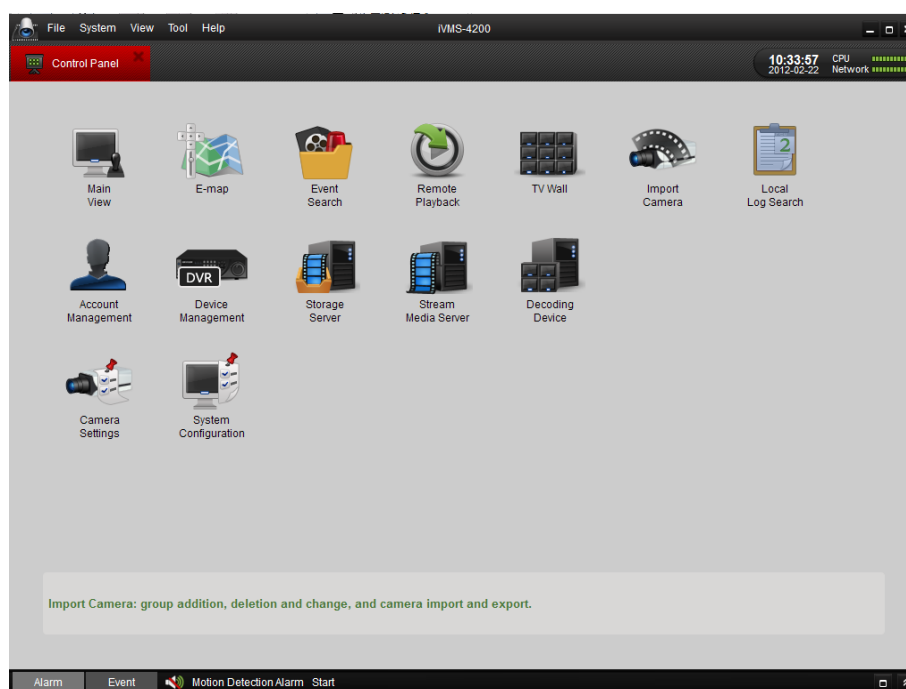 File System View Tool Help iVMS-4200
Control Panel
10:33:57 CPU
2012-02-22 Network
Main
View
E-map
Event
Search
Remote
Playback
TV Wall
Import
Camera
2
Local
Log Search
Account
Management
DVR
Device
Management
Storage
Server
Stream
Media Server
Decoding
Device
Camera
Settings
System
Configuration
Import Camera: group addition, deletion and change, and camera import and export.
Alarm Event Motion Detection Alarm Start